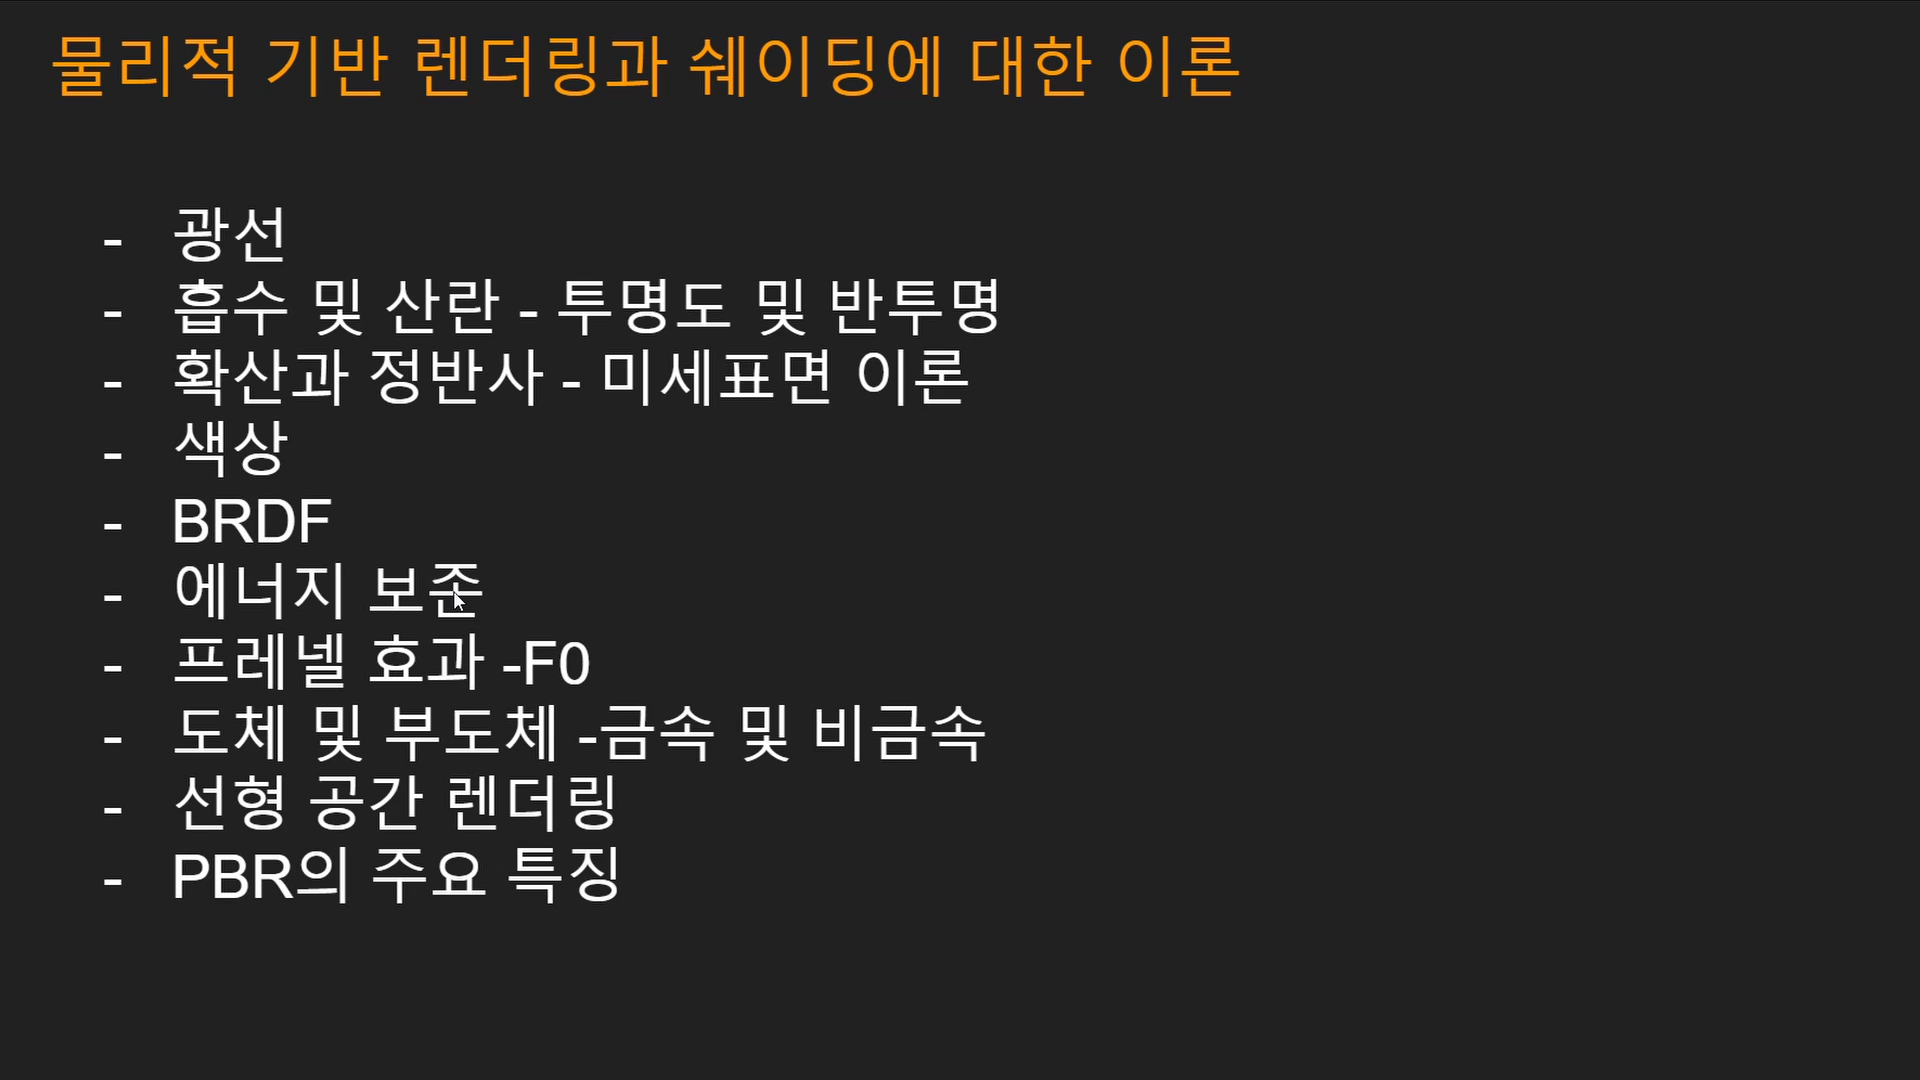 물리적 기반 렌더링과 쉐이딩에 대한 이론
- 광선
- 흡수 및 산란 - 투명도 및 반투명
- 확산과 정반사 - 미세표면 이론
- 색상
- BRDF
- 에너지 보존
- 프레넬 효과 -F0
- 도체 및 부도체 -금속 및 비금속
- 선형 공간 렌더링
- PBR의 주요 특징